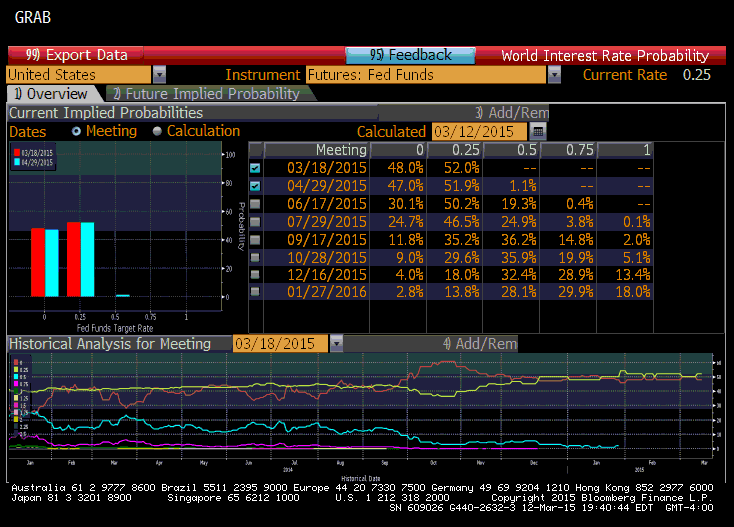 GRAB
99) Export Data 95) Feedback World Interest Rate Probability
United States Instrument Futures: Fed Funds Current Rate 0.25
1) Overview 2) Future Implied Probability
Current Implied Probabilities 3) Add/Rem
Dates Meeting Calculation Calculated 03/12/2015
03/18/2015
04/29/2015
100
80
60
40
20
0
Probability
0 0.25 0.5 0.75 1
Fed Funds Target Rate
Meeting 0 0.25 0.5 0.75 1
03/18/2015 48.0% 52.0% -- -- --
04/29/2015 47.0% 51.9% 1.1% -- --
06/17/2015 30.1% 50.2% 19.3% 0.4% --
07/29/2015 24.7% 46.5% 24.9% 3.8% 0.1%
09/17/2015 11.8% 35.2% 36.2% 14.8% 2.0%
10/28/2015 9.0% 29.6% 35.9% 19.9% 5.1%
12/16/2015 4.0% 18.0% 32.4% 28.9% 13.4%
01/27/2016 2.8% 13.8% 28.1% 29.9% 18.0%
Historical Analysis for Meeting 03/18/2015 4) Add/Rem
60
50
40
30
20
10
0
Jan Feb Mar Apr May Jun Jul Aug Sep Oct Nov Dec Jan Feb Mar
2014 2015
Historical Date
Australia 61 2 9777 8600 Brazil 5511 2395 9000 Europe 44 20 7330 7500 Germany 49 69 9204 1210 Hong Kong 852 2977 6000
Japan 81 3 3201 8900 Singapore 65 6212 1000 U.S. 1 212 318 2000 Copyright 2015 Bloomberg Finance L.P.
SN 609026 G440-2632-3 12-Mar-15 19:40:44 EDT GMT-4:00